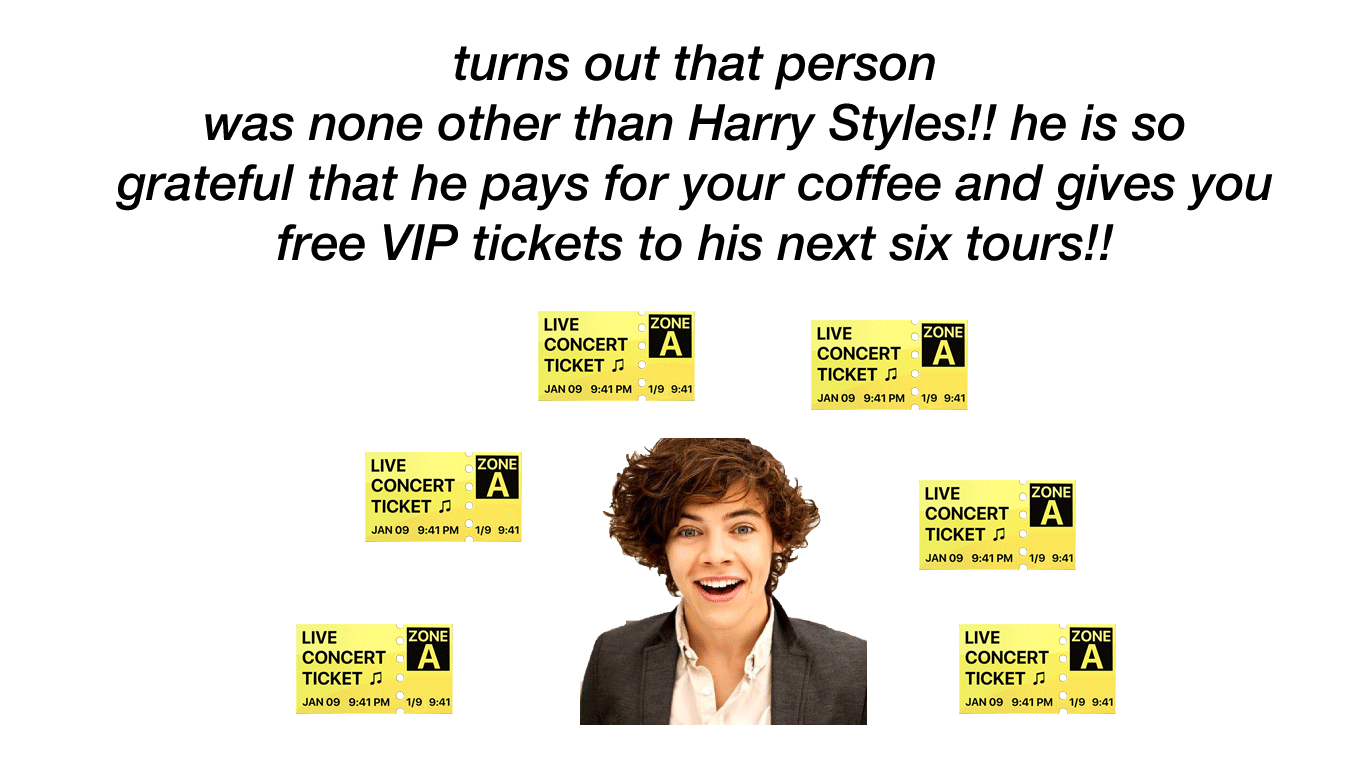 turns out that person
was none other than Harry Styles!! he is so
grateful that he pays for your coffee and gives you
free VIP tickets to his next six tours!!
LIVE
CONCERT
TICKET ♫
JAN 09 9:41 PM
ZONE
A
1/9 9:41
LIVE
CONCERT
TICKET ♫
JAN 09 9:41 PM
ZONE
A
1/9 9:41
LIVE
CONCERT
TICKET ♫
JAN 09 9:41 PM
ZONE
A
1/9 9:41
LIVE
CONCERT
TICKET ♫
JAN 09 9:41 PM
ZONE
A
1/9 9:41
LIVE
CONCERT
TICKET ♫
JAN 09 9:41 PM
ZONE
A
1/9 9:41
LIVE
CONCERT
TICKET ♫
JAN 09 9:41 PM
ZONE
A
1/9 9:41